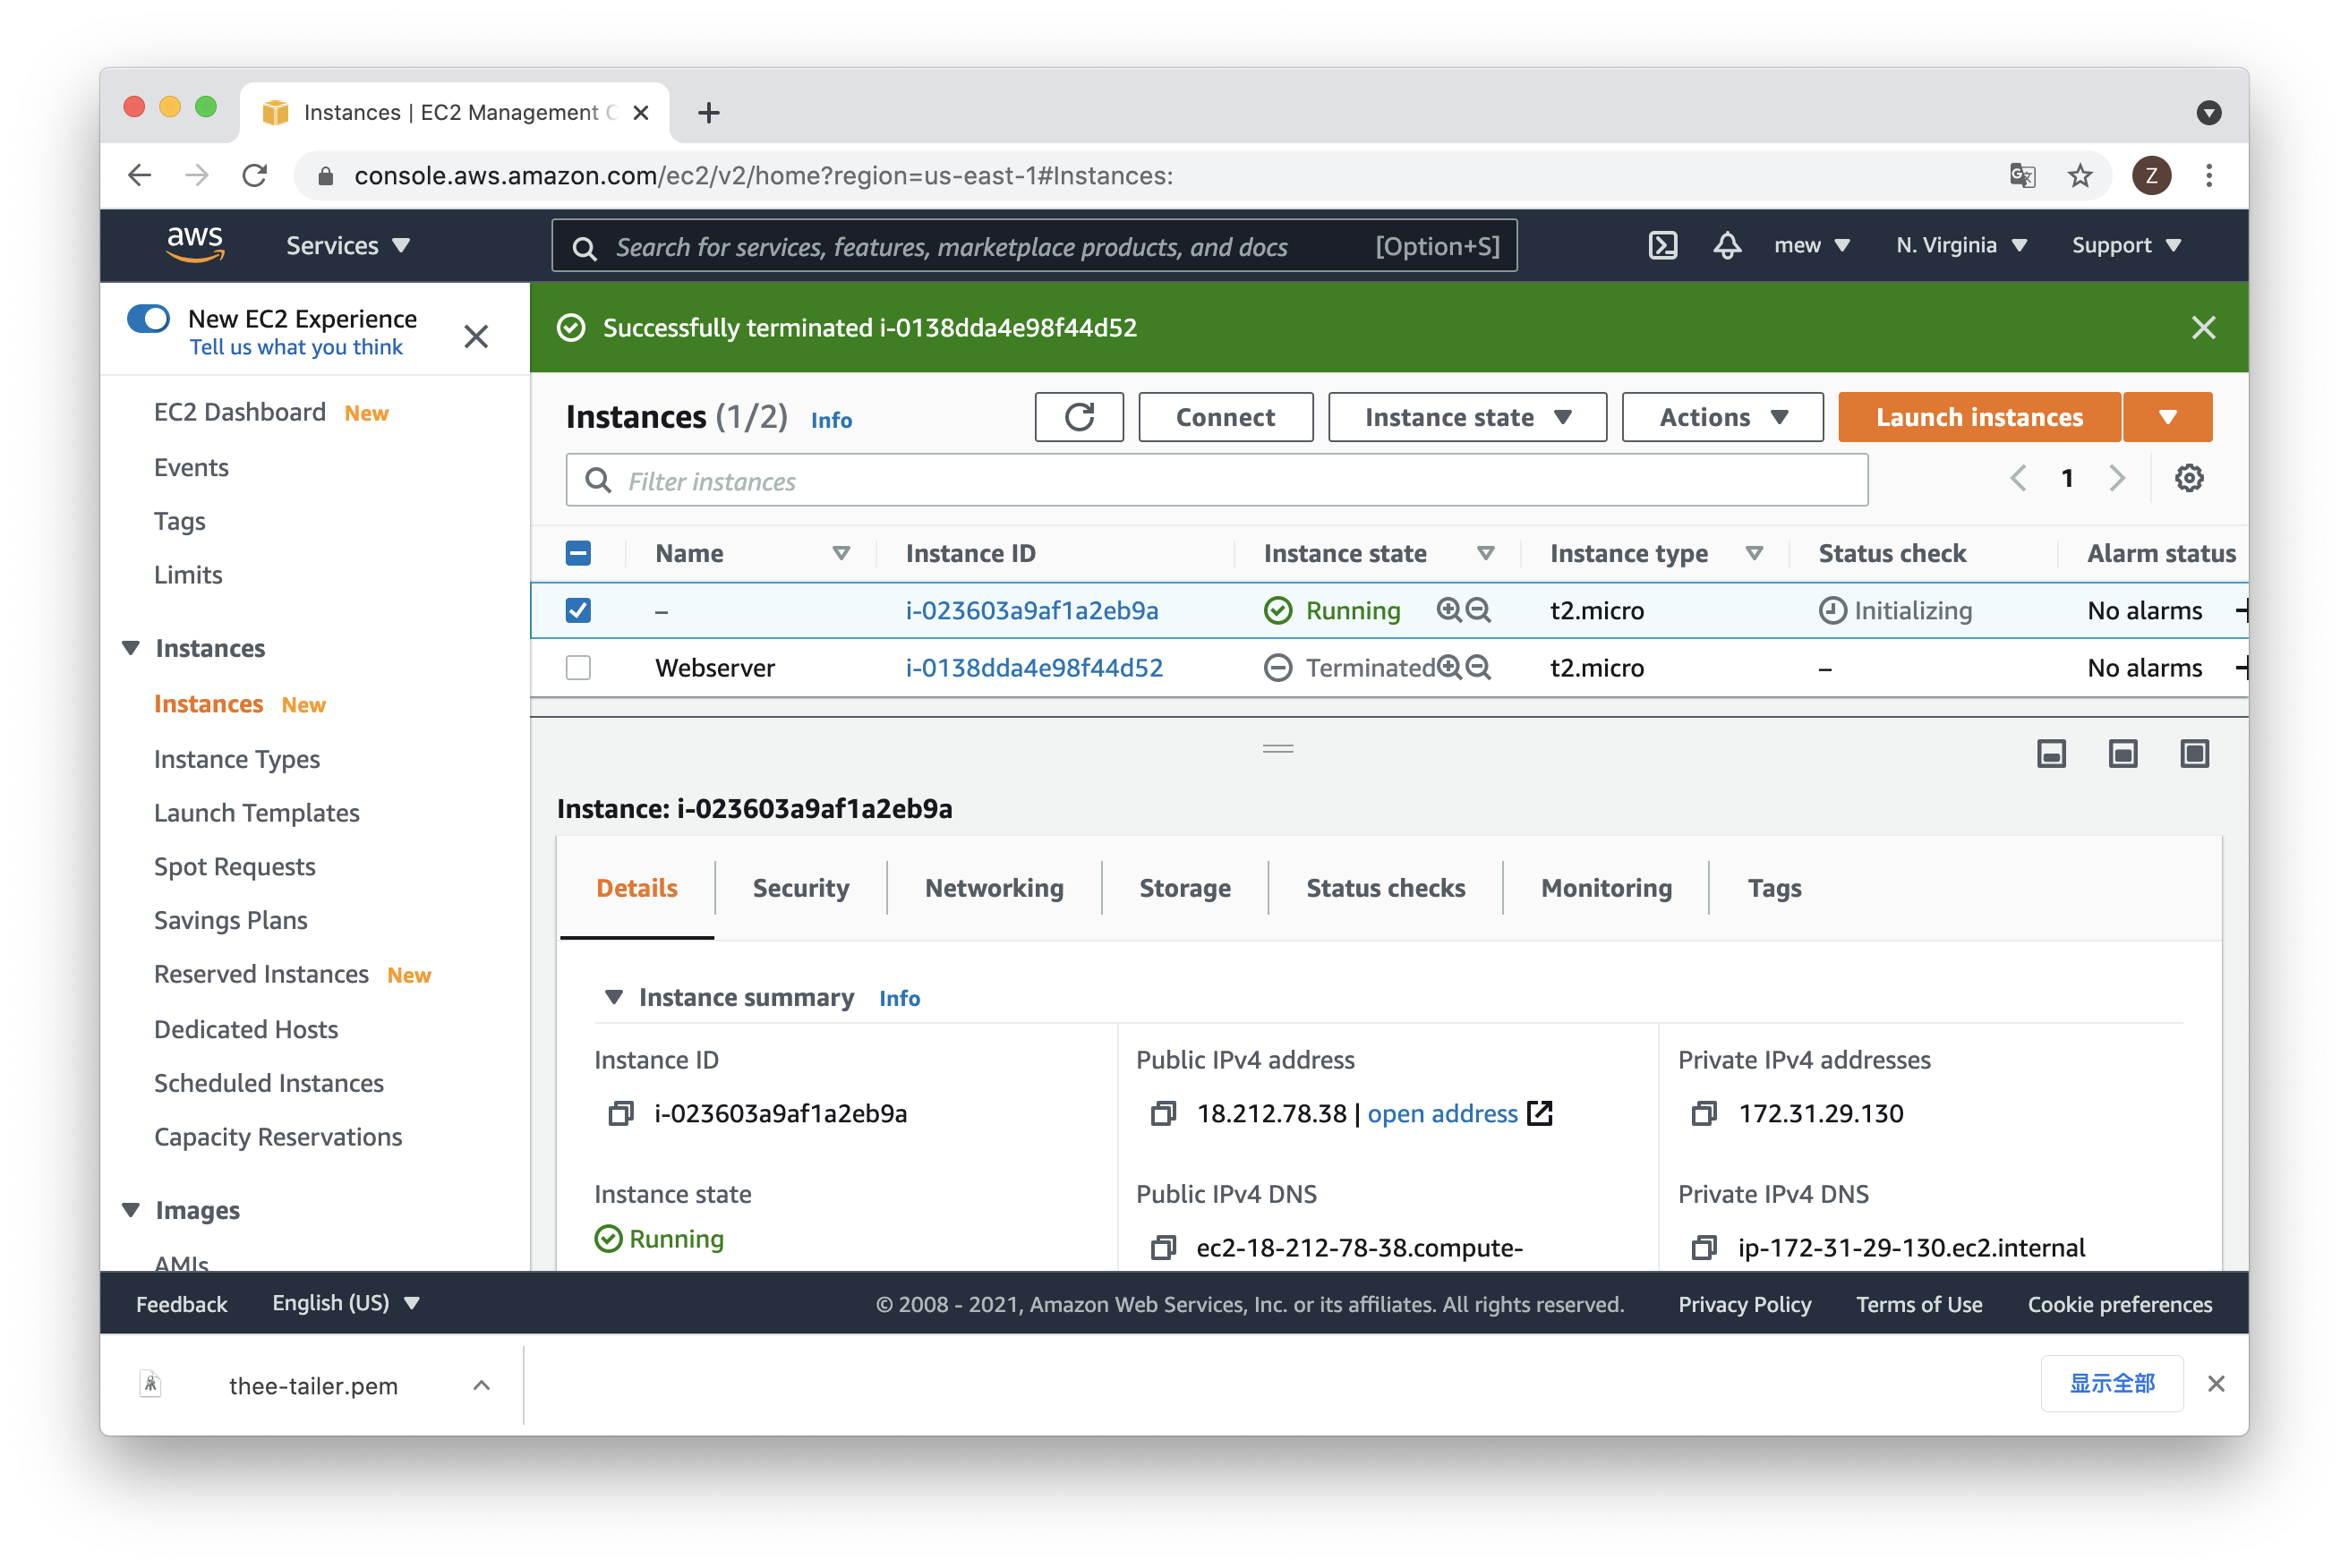 Instances | EC2 Management C
console.aws.amazon.com/ec2/v2/home?region=us-east-1#Instances:
Z
aws
Services
Search for services, features, marketplace products, and docs
[Option+S]
mew
N. Virginia
Support
New EC2 Experience
Tell us what you think
EC2 Dashboard New
Events
Tags
Limits
Instances
Instances New
Instance Types
Launch Templates
Spot Requests
Savings Plans
Reserved Instances New
Dedicated Hosts
Scheduled Instances
Capacity Reservations
Images
AMIs
Successfully terminated i-0138dda4e98f44d52
Instances (1/2) Info
Connect
Instance state
Actions
Launch instances
Filter instances
1
Name Instance ID Instance state Instance type Status check Alarm status
– i-023603a9af1a2eb9a Running t2.micro Initializing No alarms
Webserver i-0138dda4e98f44d52 Terminated t2.micro – No alarms
Instance: i-023603a9af1a2eb9a
Details Security Networking Storage Status checks Monitoring Tags
Instance summary Info
Instance ID
i-023603a9af1a2eb9a
Public IPv4 address
18.212.78.38 | open address
Private IPv4 addresses
172.31.29.130
Instance state
Running
Public IPv4 DNS
ec2-18-212-78-38.compute-
Private IPv4 DNS
ip-172-31-29-130.ec2.internal
Feedback
English (US)
© 2008 - 2021, Amazon Web Services, Inc. or its affiliates. All rights reserved.
Privacy Policy
Terms of Use
Cookie preferences
thee-tailer.pem
显示全部